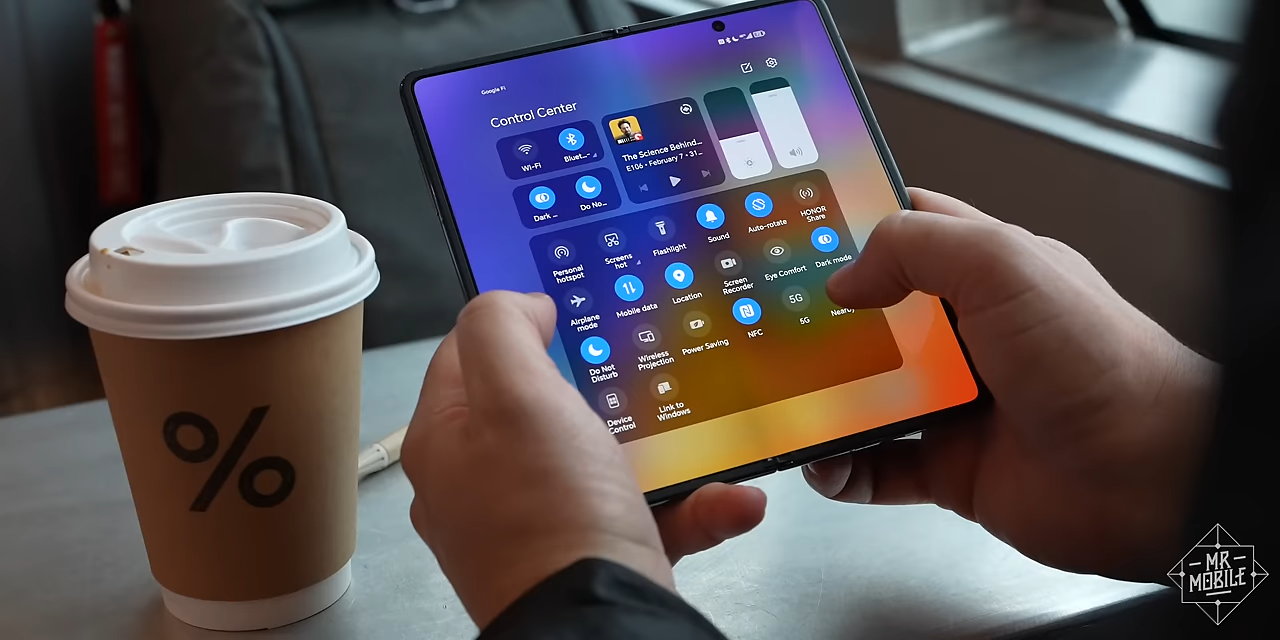 Google Fi
Control Center
Wi-Fi
Bluet...
Dark ...
Do No...
The Science Behind...
E106 • February 7 • 31...
Personal
hotspot
Screens
hot
Flashlight
Sound
Auto-rotate
HONOR
Share
Airplane
mode
Mobile data
Location
Screen
Recorder
Eye Comfort
Dark mode
Do Not
Disturb
Wireless
Projection
Power Saving
NFC
5G
5G
Nearby
Device
Control
Link to
Windows
%
MR
MOBILE